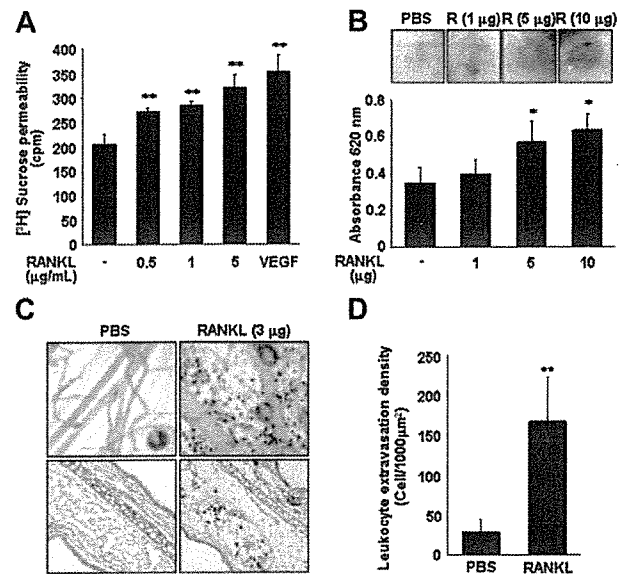 A
[³H] Sucrose permeability
(cpm)
400
350
300
250
200
150
100
50
0
**
**
**
**
RANKL
(µg/mL)
-
0.5
1
5
VEGF
B
PBS
R (1 µg)
R (5 µg)
R (10 µg)
Absorbance 620 nm
0.8
0.6
0.4
0.2
0
*
*
RANKL
(µg)
-
1
5
10
C
PBS
RANKL (3 µg)
D
Leukocyte extravasation density
(Cell/1000µm²)
250
200
150
100
50
0
**
PBS
RANKL